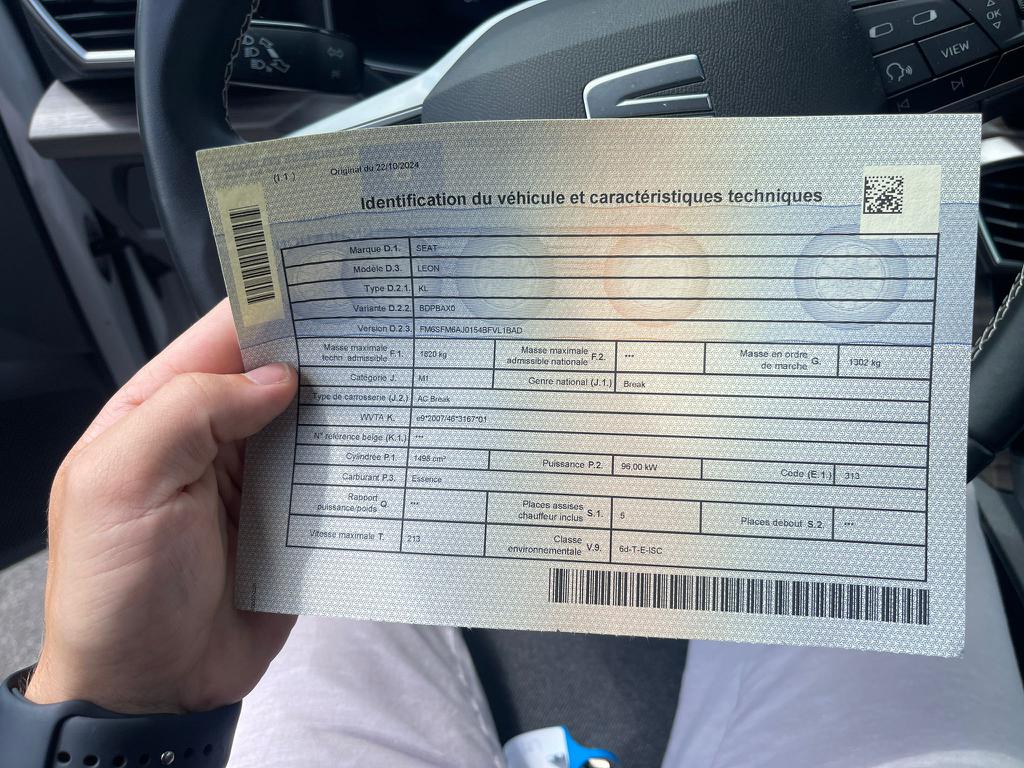 VIEW
OK
(I 1.) Original du 22/10/2024
Identification du véhicule et caractéristiques techniques
Marque D.1. SEAT
Modèle D.3. LEON
Type D.2.1. KL
Variante D.2.2. BDPBAX0
Version D.2.3. FM6SFM6AJ0154BFVL1BAD
Masse maximale techn. admissible F.1. 1820 kg Masse maximale admissible nationale F.2. *** Masse en ordre de marche G. 1302 kg
Catégorie J. M1 Genre national (J.1.) Break
Type de carrosserie (J.2.) AC Break
WVTA K. e9*2007/46*3167*01
N° référence belge (K.1.) ***
Cylindrée P.1. 1498 cm³ Puissance P.2. 96,00 kW Code (E.1.) 313
Carburant P.3. Essence
Rapport puissance/poids Q. *** Places assises chauffeur inclus S.1. 5 Places debout S.2. ***
Vitesse maximale T. 213 Classe environnementale V.9. 6d-T-E-ISC